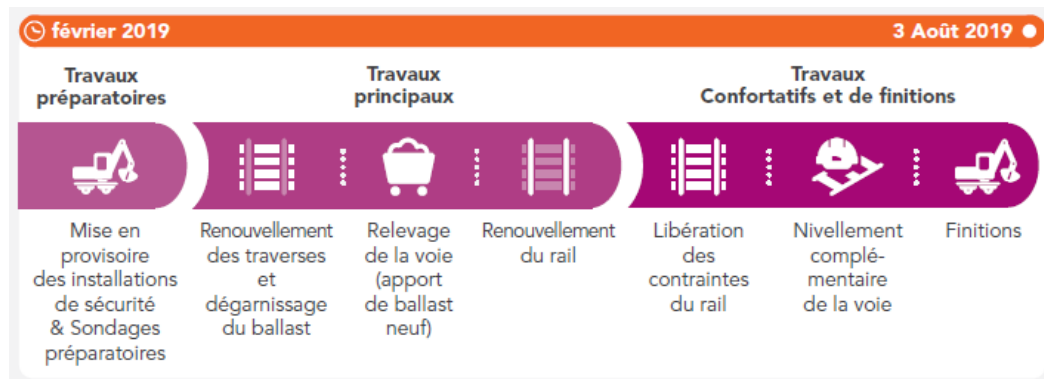 février 2019
3 Août 2019
Travaux
préparatoires
Travaux
principaux
Travaux
Confortatifs et de finitions
Mise en
provisoire
des installations
de sécurité
& Sondages
préparatoires
Renouvellement
des traverses
et
dégarnissage
du ballast
Relevage
de la voie
(apport
de ballast
neuf)
Renouvellement
du rail
Libération
des
contraintes
du rail
Nivellement
complé-
mentaire
de la voie
Finitions